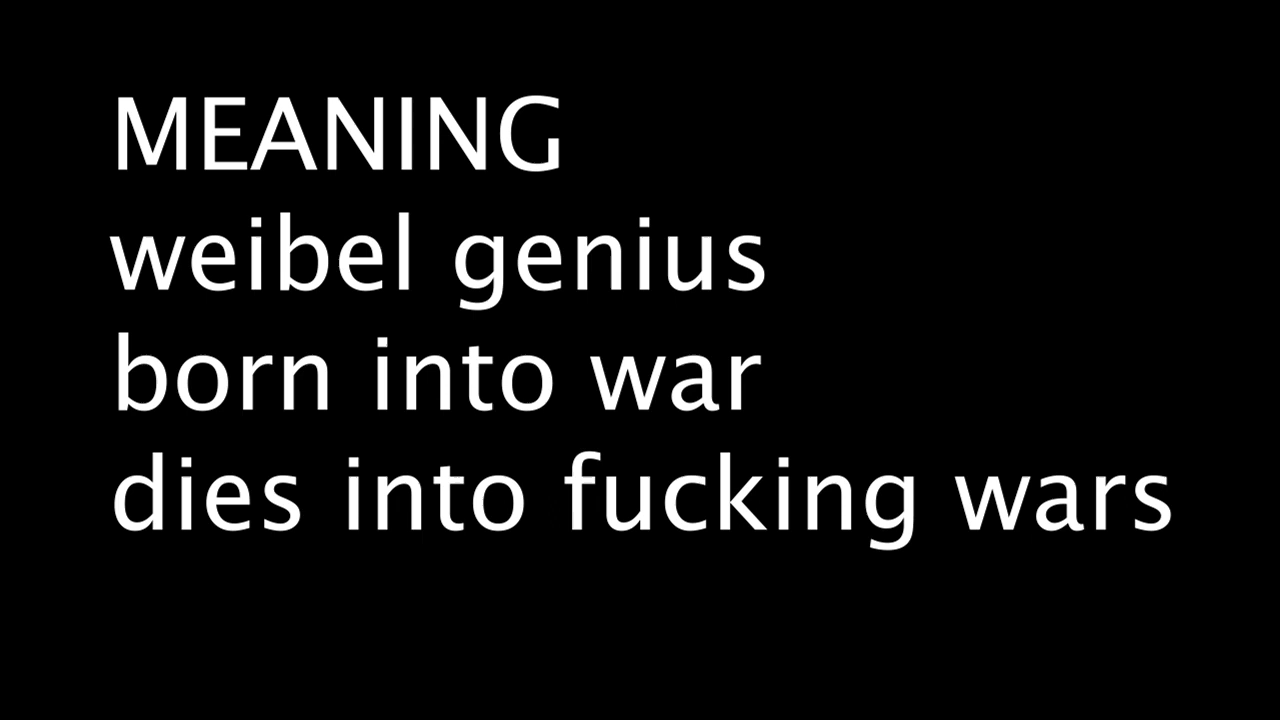 MEANING
weibel genius
born into war
dies into fucking wars